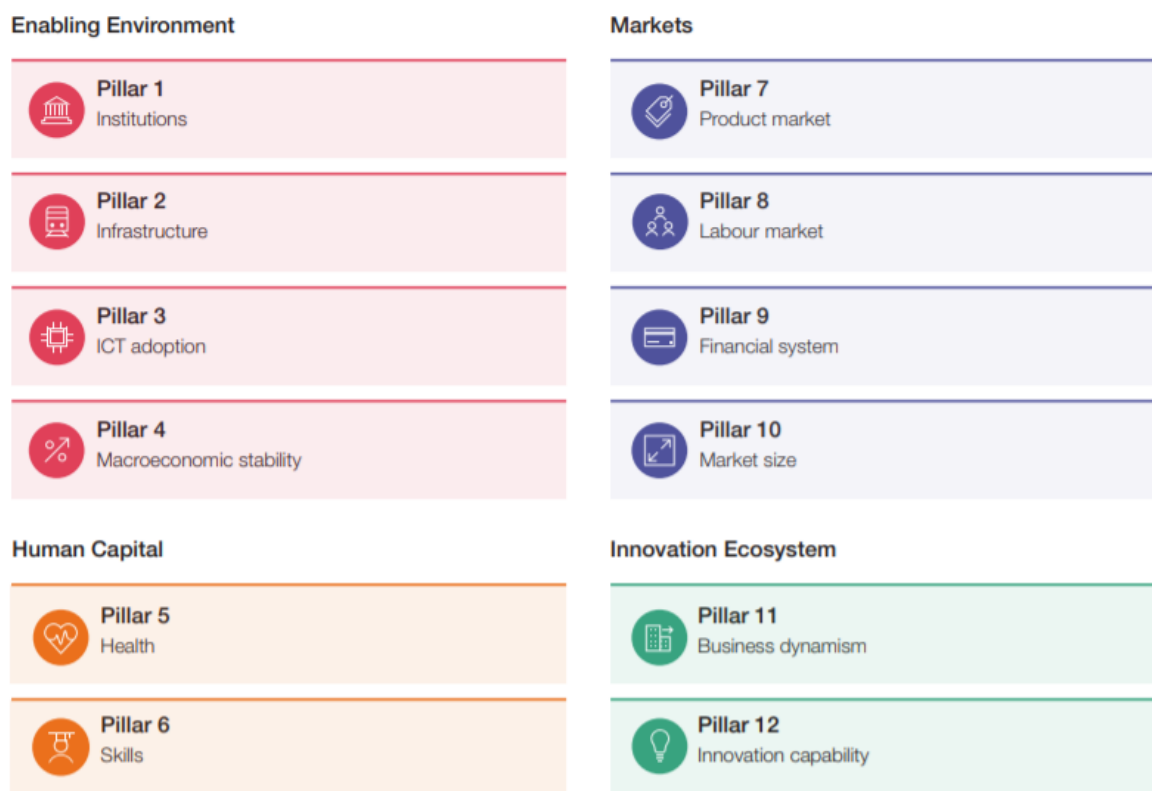 Enabling Environment
Pillar 1
Institutions
Pillar 2
Infrastructure
Pillar 3
ICT adoption
Pillar 4
Macroeconomic stability
Human Capital
Pillar 5
Health
Pillar 6
Skills
Markets
Pillar 7
Product market
Pillar 8
Labour market
Pillar 9
Financial system
Pillar 10
Market size
Innovation Ecosystem
Pillar 11
Business dynamism
Pillar 12
Innovation capability